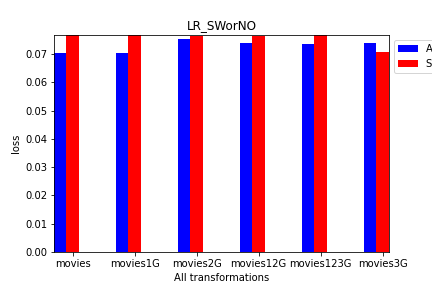 LR_SWorNO
0.07
0.06
0.05
0.04
0.03
0.02
0.01
0.00
loss
movies movies1G movies2G movies12G movies123G movies3G
All transformations
A
S